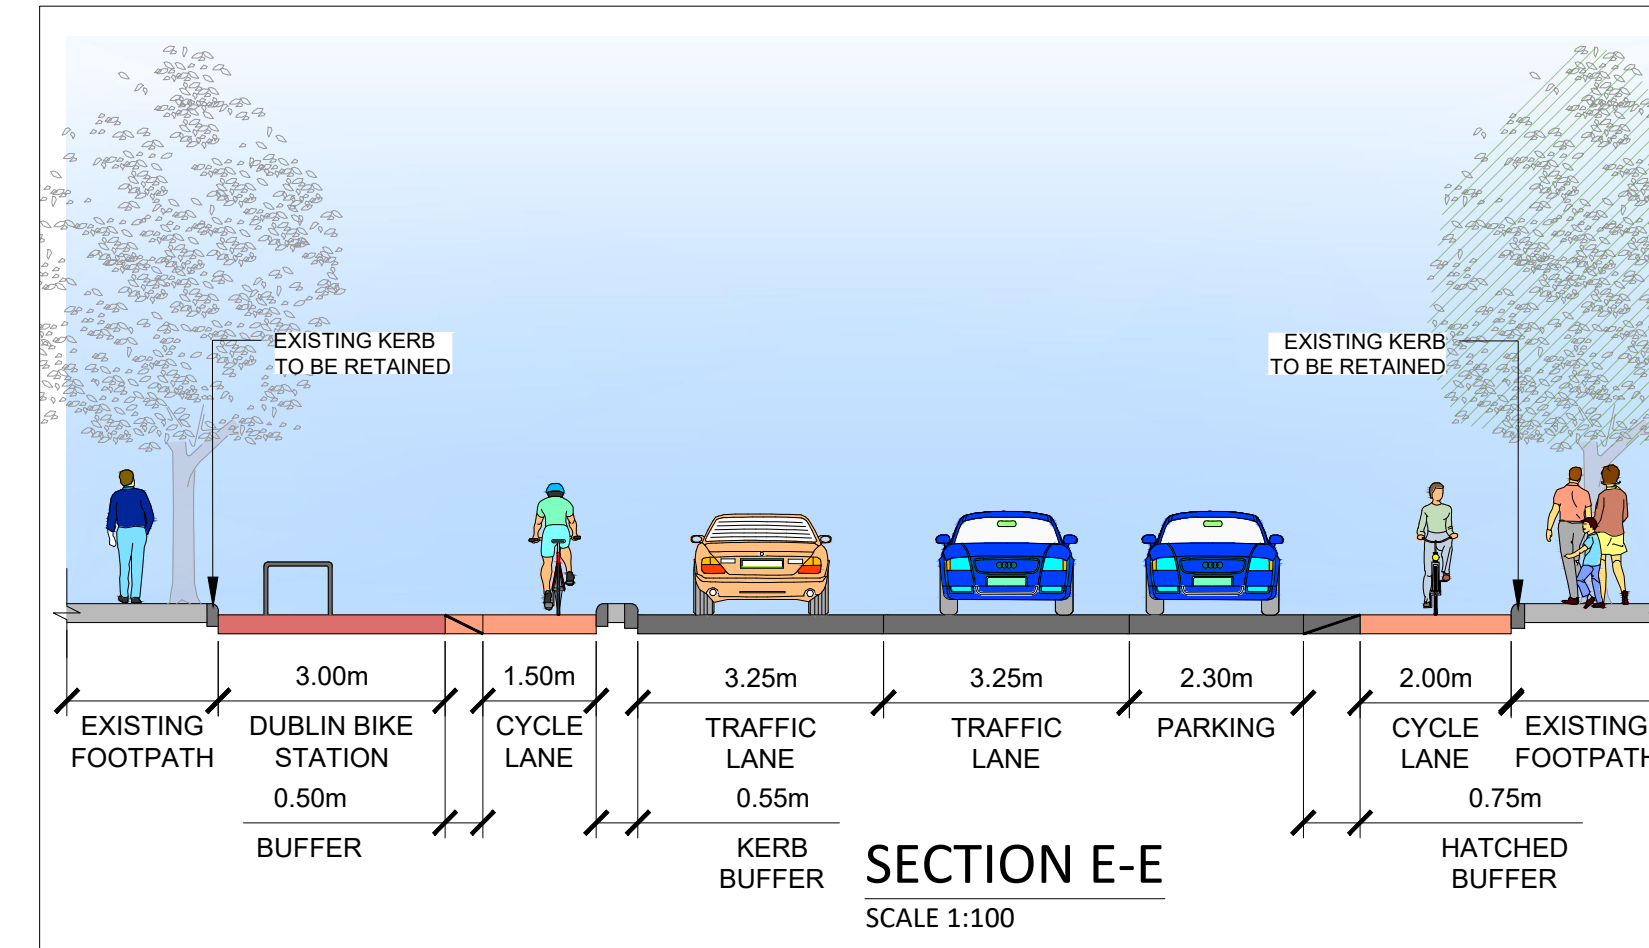 EXISTING KERB
TO BE RETAINED
EXISTING KERB
TO BE RETAINED
3.00m
1.50m
3.25m
3.25m
2.30m
2.00m
EXISTING
FOOTPATH
DUBLIN BIKE
STATION
CYCLE
LANE
TRAFFIC
LANE
TRAFFIC
LANE
PARKING
CYCLE
LANE
EXISTING
FOOTPATH
0.50m
BUFFER
0.55m
KERB
BUFFER
0.75m
HATCHED
BUFFER
SECTION E-E
SCALE 1:100